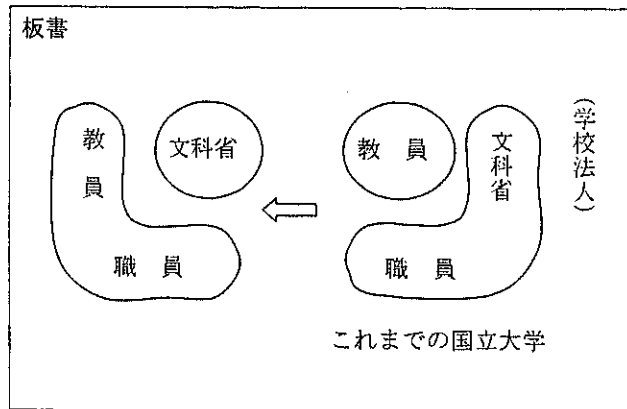 板書
(学校法人)
教員
文科省
職員
文科省
教員
職員
これまでの国立大学